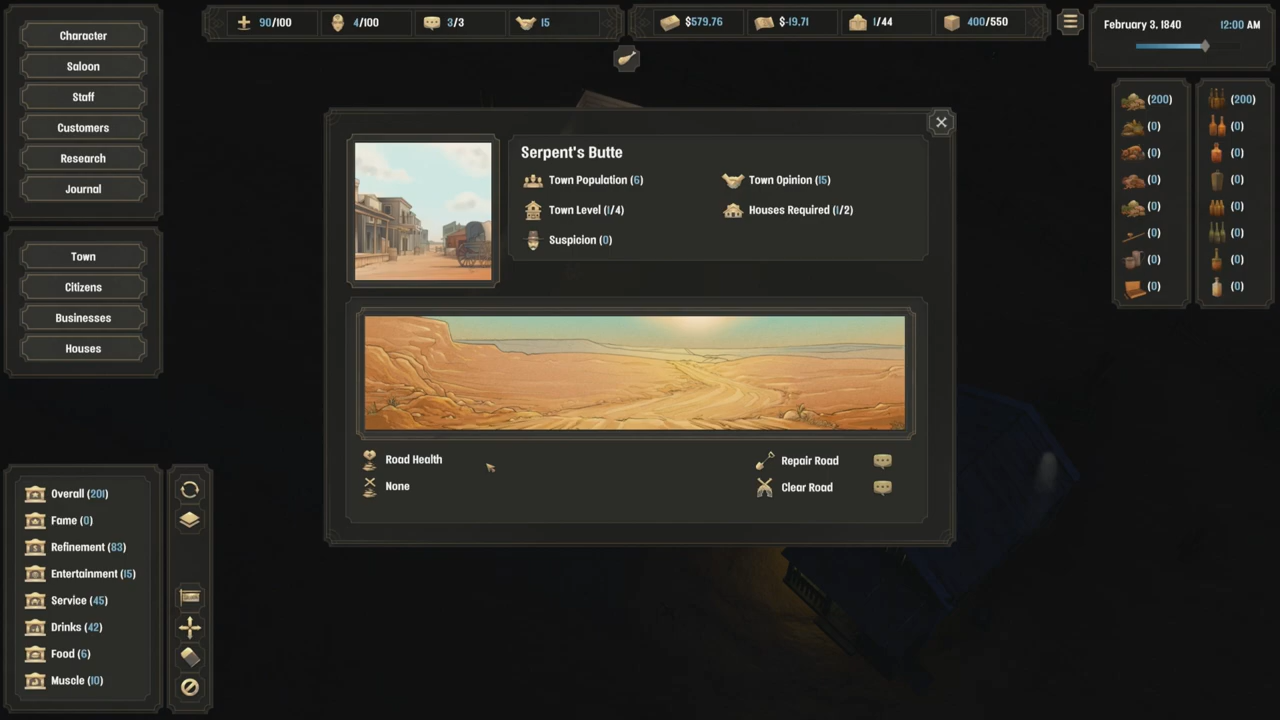 Character
Saloon
Staff
Customers
Research
Journal
Town
Citizens
Businesses
Houses
90/100
4/100
3/3
15
$579.76
$-19.71
1/44
400/550
February 3, 1840
12:00 AM
(200)
(0)
(0)
(0)
(0)
(0)
(0)
(0)
(200)
(0)
(0)
(0)
(0)
(0)
(0)
(0)
Serpent's Butte
Town Population (6)
Town Opinion (15)
Town Level (1/4)
Houses Required (1/2)
Suspicion (0)
Road Health
None
Repair Road
Clear Road
Overall (201)
Fame (0)
Refinement (83)
Entertainment (15)
Service (45)
Drinks (42)
Food (6)
Muscle (10)